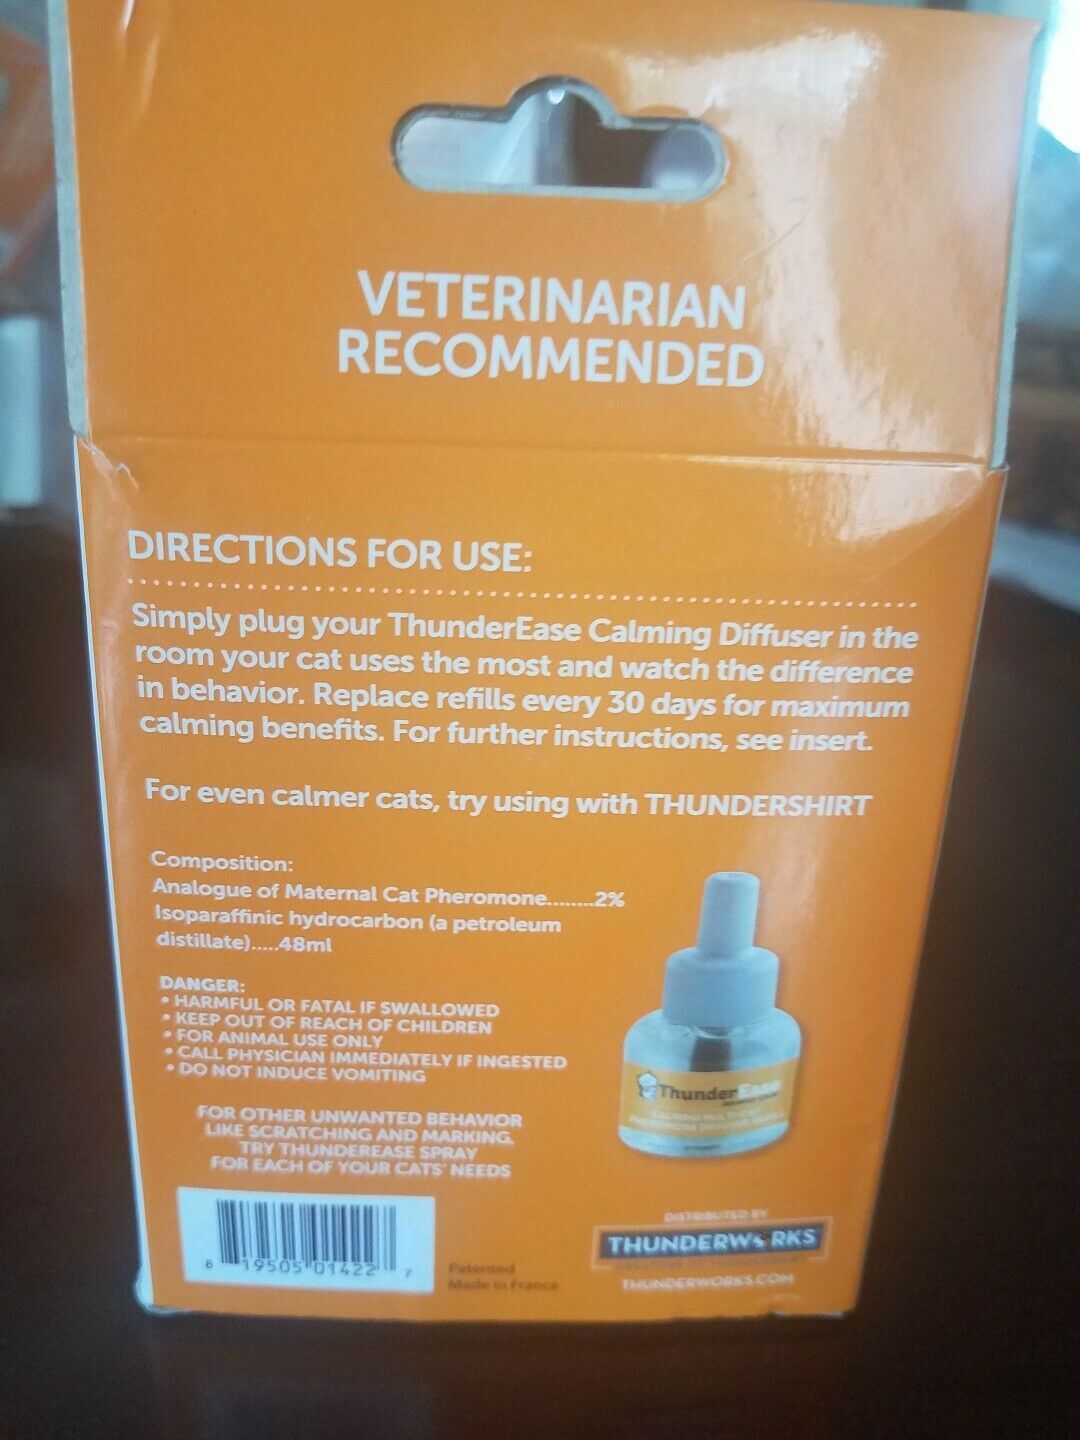 VETERINARIAN
RECOMMENDED
DIRECTIONS FOR USE:
Simply plug your ThunderEase Calming Diffuser in the
room your cat uses the most and watch the difference
in behavior. Replace refills every 30 days for maximum
calming benefits. For further instructions, see insert.
For even calmer cats, try using with THUNDERSHIRT
Composition:
Analogue of Maternal Cat Pheromone........2%
Isoparaffinic hydrocarbon (a petroleum
distillate).....48ml
DANGER:
• HARMFUL OR FATAL IF SWALLOWED
• KEEP OUT OF REACH OF CHILDREN
• FOR ANIMAL USE ONLY
• CALL PHYSICIAN IMMEDIATELY IF INGESTED
• DO NOT INDUCE VOMITING
ThunderEase
FOR OTHER UNWANTED BEHAVIOR
LIKE SCRATCHING AND MARKING,
TRY THUNDEREASE SPRAY
FOR EACH OF YOUR CATS' NEEDS
8 19505 01422 7
Patented
Made in France
DISTRIBUTED BY
THUNDERWORKS
THUNDERWORKS.COM